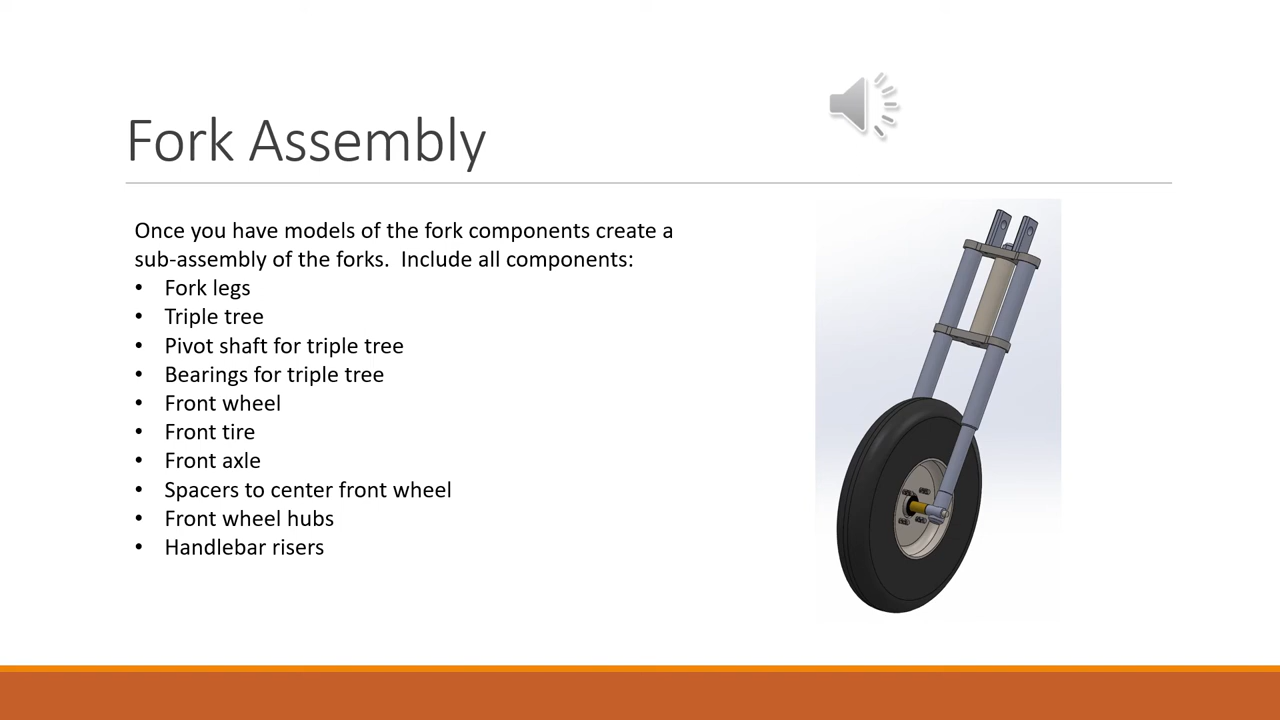 Fork Assembly
Once you have models of the fork components create a
sub-assembly of the forks.  Include all components:
• Fork legs
• Triple tree
• Pivot shaft for triple tree
• Bearings for triple tree
• Front wheel
• Front tire
• Front axle
• Spacers to center front wheel
• Front wheel hubs
• Handlebar risers